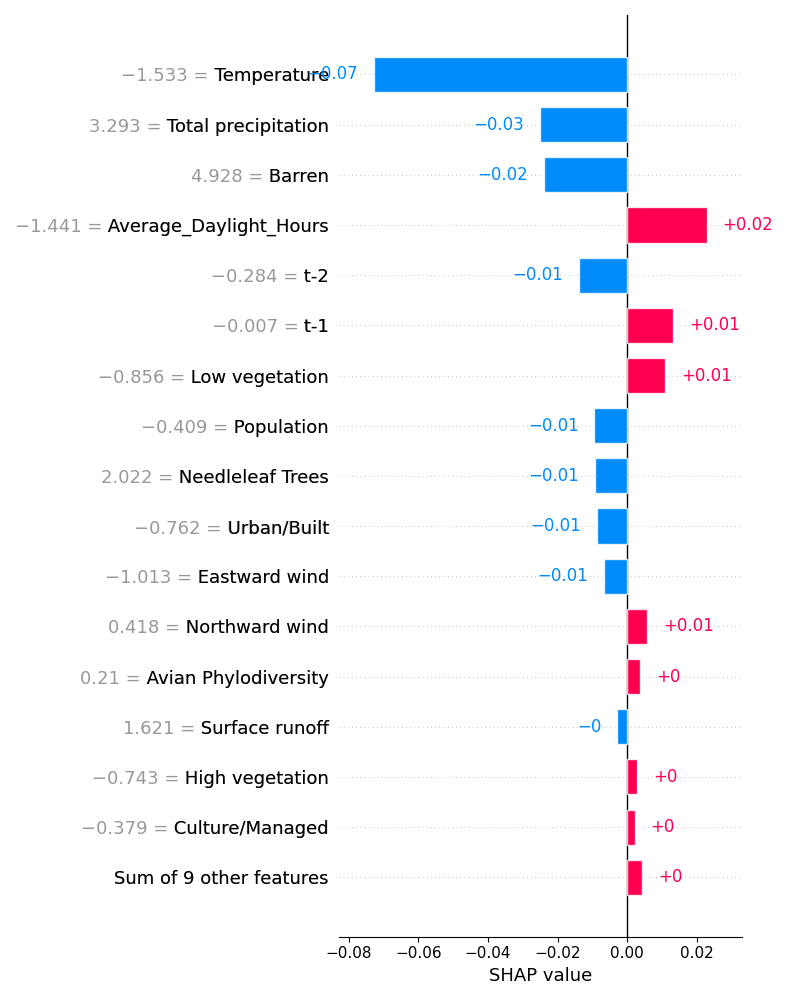 −1.533 = Temperature −0.07
3.293 = Total precipitation −0.03
4.928 = Barren −0.02
−1.441 = Average_Daylight_Hours +0.02
−0.284 = t-2 −0.01
−0.007 = t-1 +0.01
−0.856 = Low vegetation +0.01
−0.409 = Population −0.01
2.022 = Needleleaf Trees −0.01
−0.762 = Urban/Built −0.01
−1.013 = Eastward wind −0.01
0.418 = Northward wind +0.01
0.21 = Avian Phylodiversity +0
1.621 = Surface runoff −0
−0.743 = High vegetation +0
−0.379 = Culture/Managed +0
Sum of 9 other features +0
−0.08 −0.06 −0.04 −0.02 0.00 0.02
SHAP value